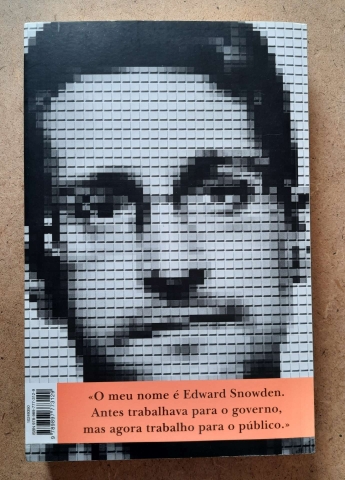 «O meu nome é Edward Snowden.
Antes trabalhava para o governo,
mas agora trabalho para o público.»